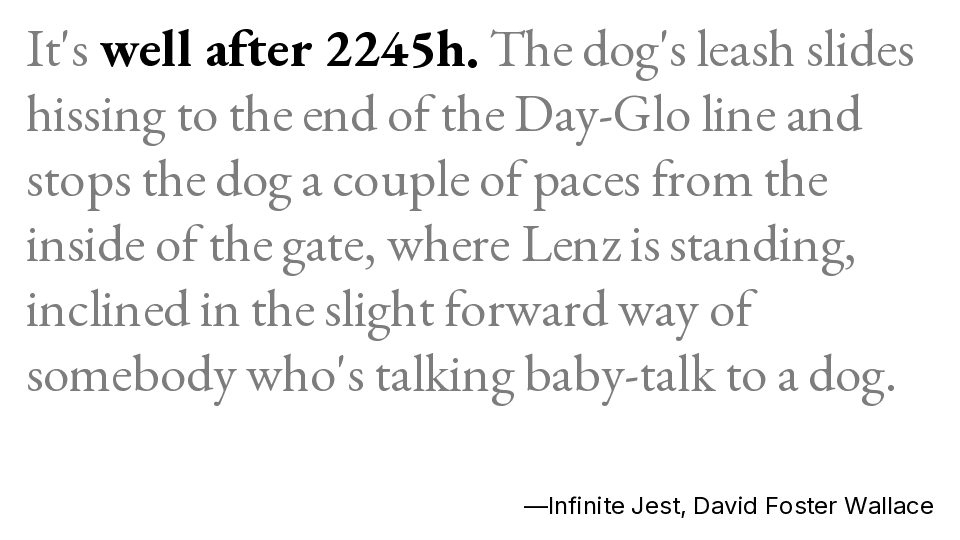 It's well after 2245h. The dog's leash slides
hissing to the end of the Day-Glo line and
stops the dog a couple of paces from the
inside of the gate, where Lenz is standing,
inclined in the slight forward way of
somebody who's talking baby-talk to a dog.
—Infinite Jest, David Foster Wallace